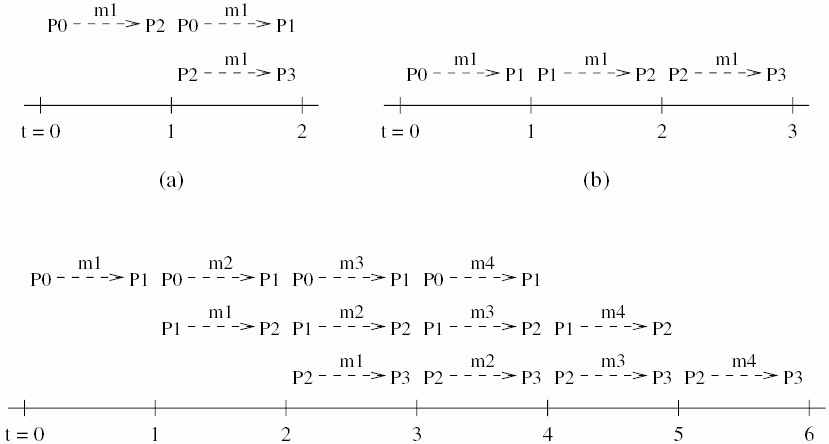 P0 m1 P2 P0 m1 P1
P2 m1 P3
t = 0 1 2
(a)
P0 m1 P1 P1 m1 P2 P2 m1 P3
t = 0 1 2 3
(b)
P0 m1 P1 P0 m2 P1 P0 m3 P1 P0 m4 P1
P1 m1 P2 P1 m2 P2 P1 m3 P2 P1 m4 P2
P2 m1 P3 P2 m2 P3 P2 m3 P3 P2 m4 P3
t = 0 1 2 3 4 5 6